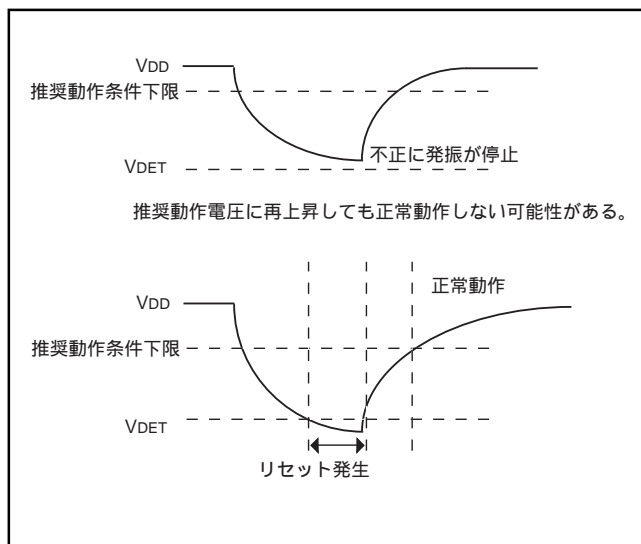 VDD
推奨動作条件下限
不正に発振が停止
VDET
推奨動作電圧に再上昇しても正常動作しない可能性がある。
正常動作
VDD
推奨動作条件下限
VDET
リセット発生